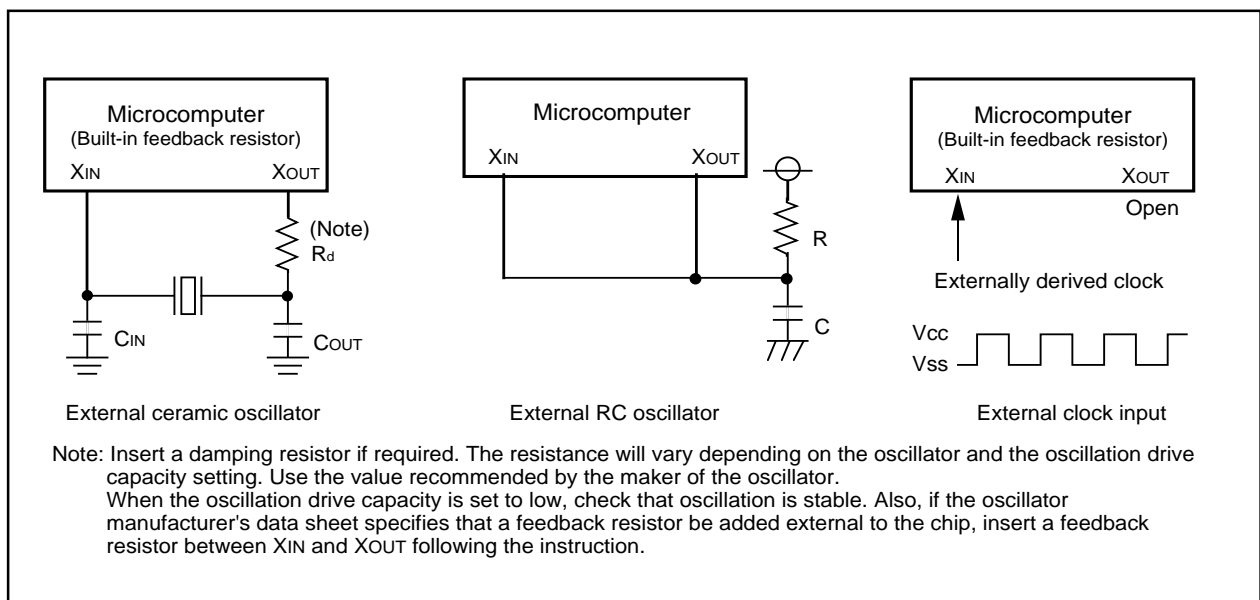 Microcomputer
(Built-in feedback resistor)
XIN
XOUT
(Note)
Rd
CIN
COUT
External ceramic oscillator
Microcomputer
XIN
XOUT
R
C
External RC oscillator
Microcomputer
(Built-in feedback resistor)
XIN
XOUT
Open
Externally derived clock
Vcc
Vss
External clock input
Note: Insert a damping resistor if required. The resistance will vary depending on the oscillator and the oscillation drive
capacity setting. Use the value recommended by the maker of the oscillator.
When the oscillation drive capacity is set to low, check that oscillation is stable. Also, if the oscillator
manufacturer's data sheet specifies that a feedback resistor be added external to the chip, insert a feedback
resistor between XIN and XOUT following the instruction.